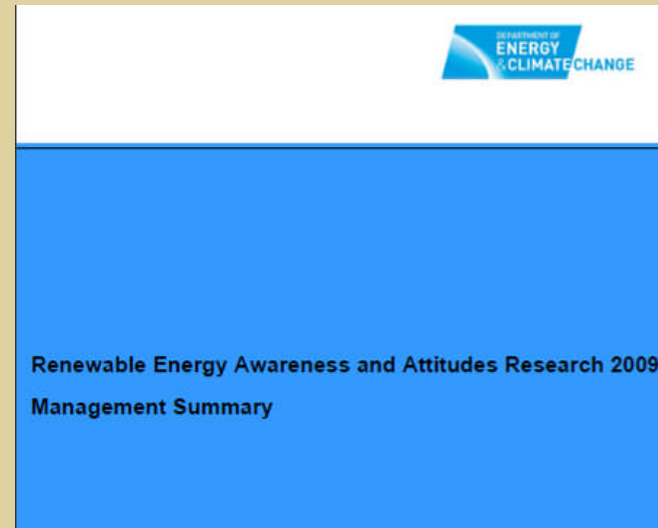 DEPARTMENT OF
ENERGY
& CLIMATE CHANGE
Renewable Energy Awareness and Attitudes Research 2009
Management Summary